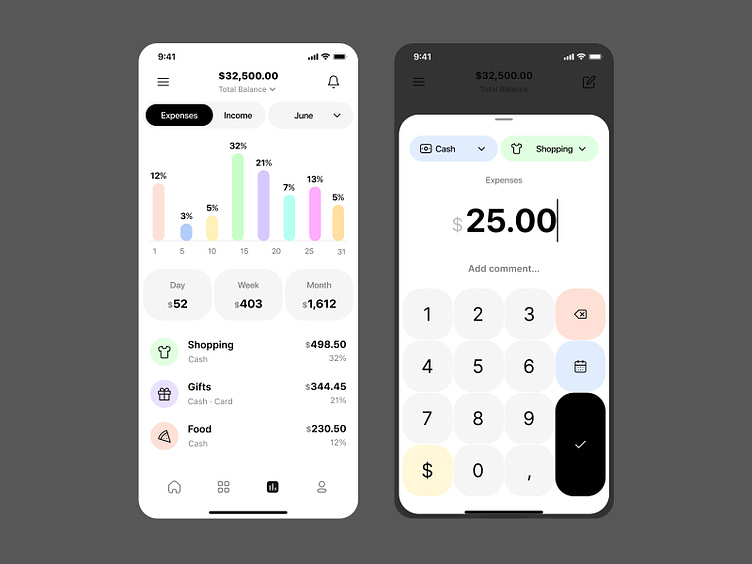 9:41
$32,500.00
Total Balance
Expenses Income June
32%
21%
12% 13%
7%
5% 5%
3%
1 5 10 15 20 25 31
Day Week Month
$52 $403 $1,612
Shopping $498.50
Cash 32%
Gifts $344.45
Cash - Card 21%
Food $230.50
Cash 12%
9:41
$32,500.00
Total Balance
Cash Shopping
Expenses
$25.00
Add comment...
1 2 3
4 5 6
7 8 9
$ 0 ,